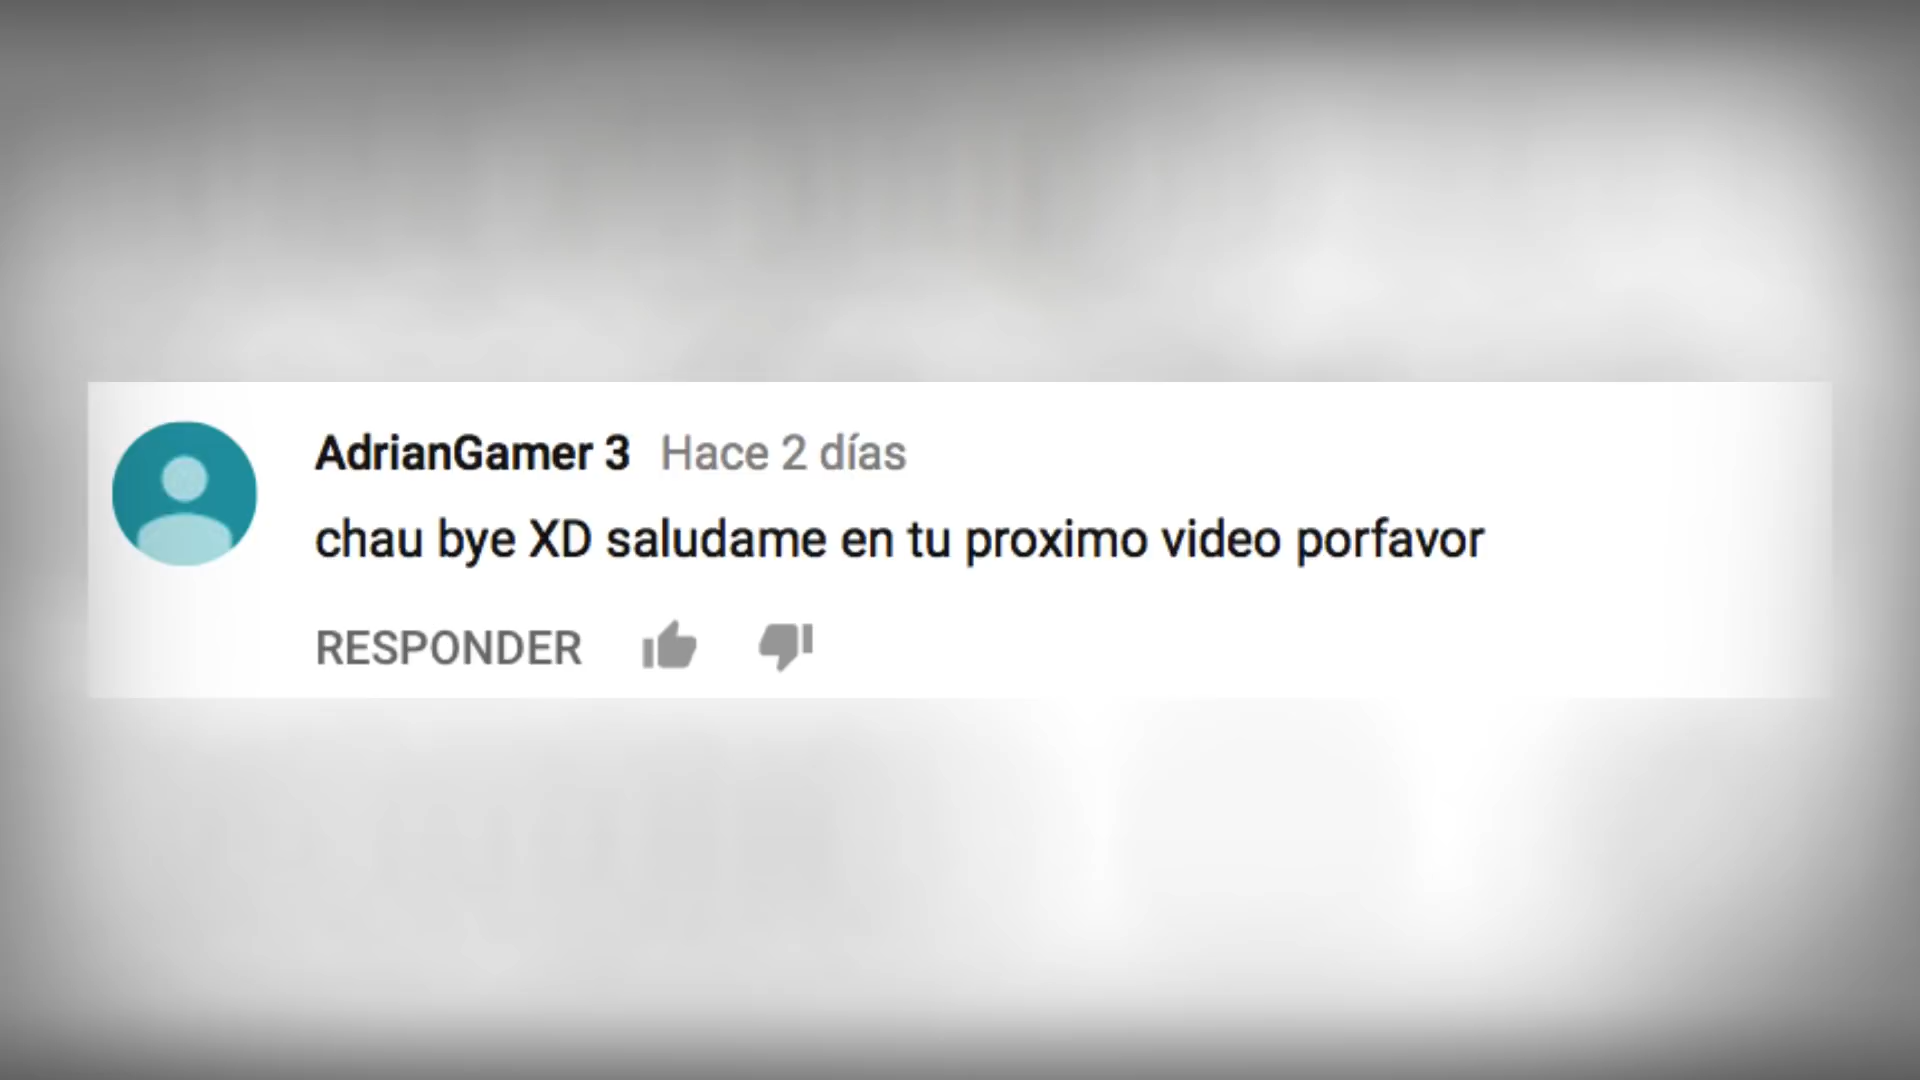 AdrianGamer 3 Hace 2 días
chau bye XD saludame en tu proximo video porfavor
RESPONDER